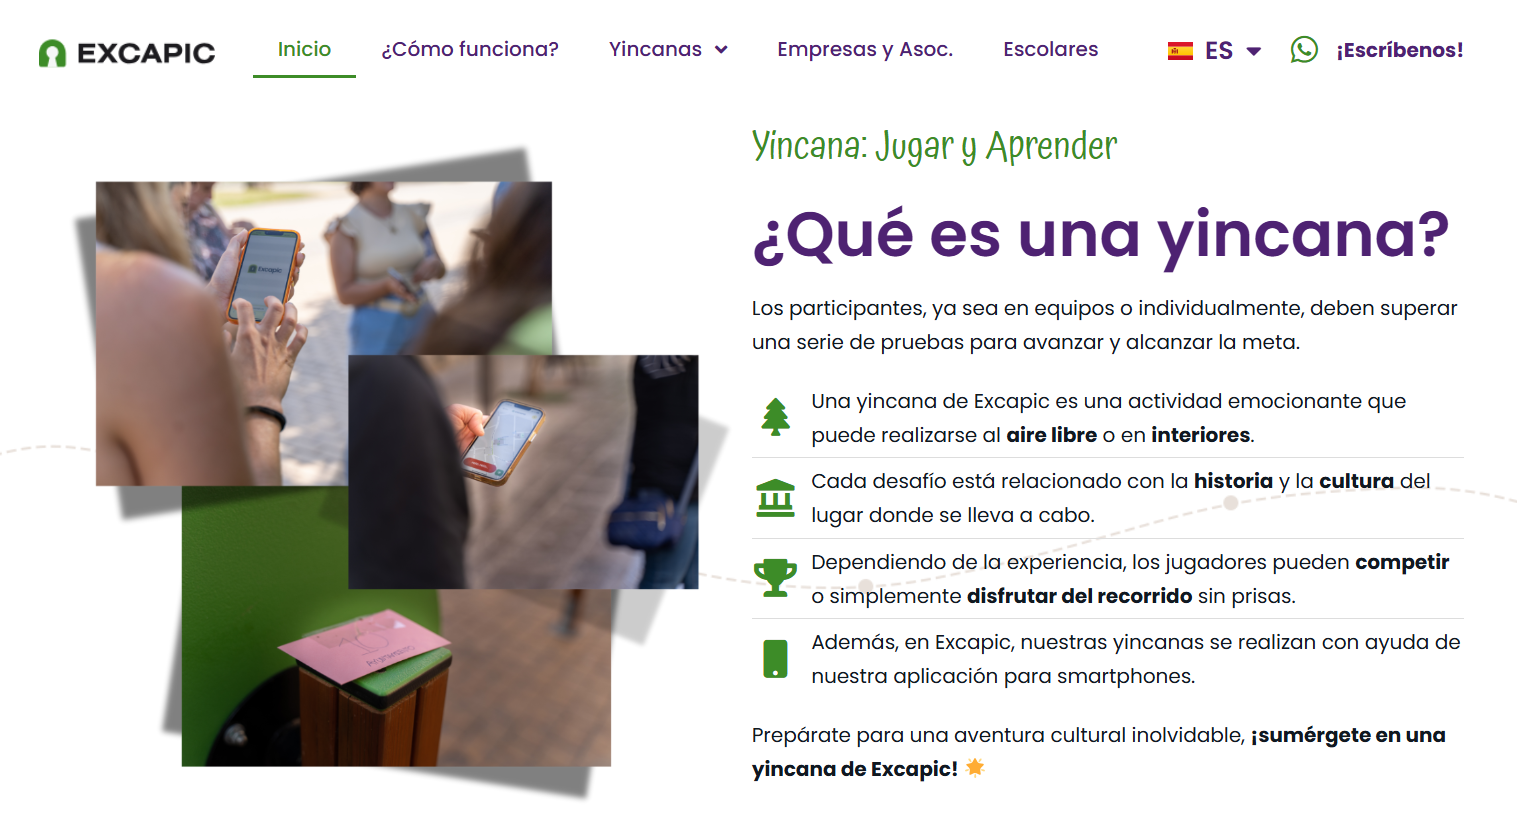 EXCAPIC
Inicio
¿Cómo funciona?
Yincanas
Empresas y Asoc.
Escolares
ES
¡Escríbenos!
Yincana: Jugar y Aprender
¿Qué es una yincana?
Los participantes, ya sea en equipos o individualmente, deben superar
una serie de pruebas para avanzar y alcanzar la meta.
Una yincana de Excapic es una actividad emocionante que
puede realizarse al aire libre o en interiores.
Cada desafío está relacionado con la historia y la cultura del
lugar donde se lleva a cabo.
Dependiendo de la experiencia, los jugadores pueden competir
o simplemente disfrutar del recorrido sin prisas.
Además, en Excapic, nuestras yincanas se realizan con ayuda de
nuestra aplicación para smartphones.
Prepárate para una aventura cultural inolvidable, ¡sumérgete en una
yincana de Excapic!
Excapic